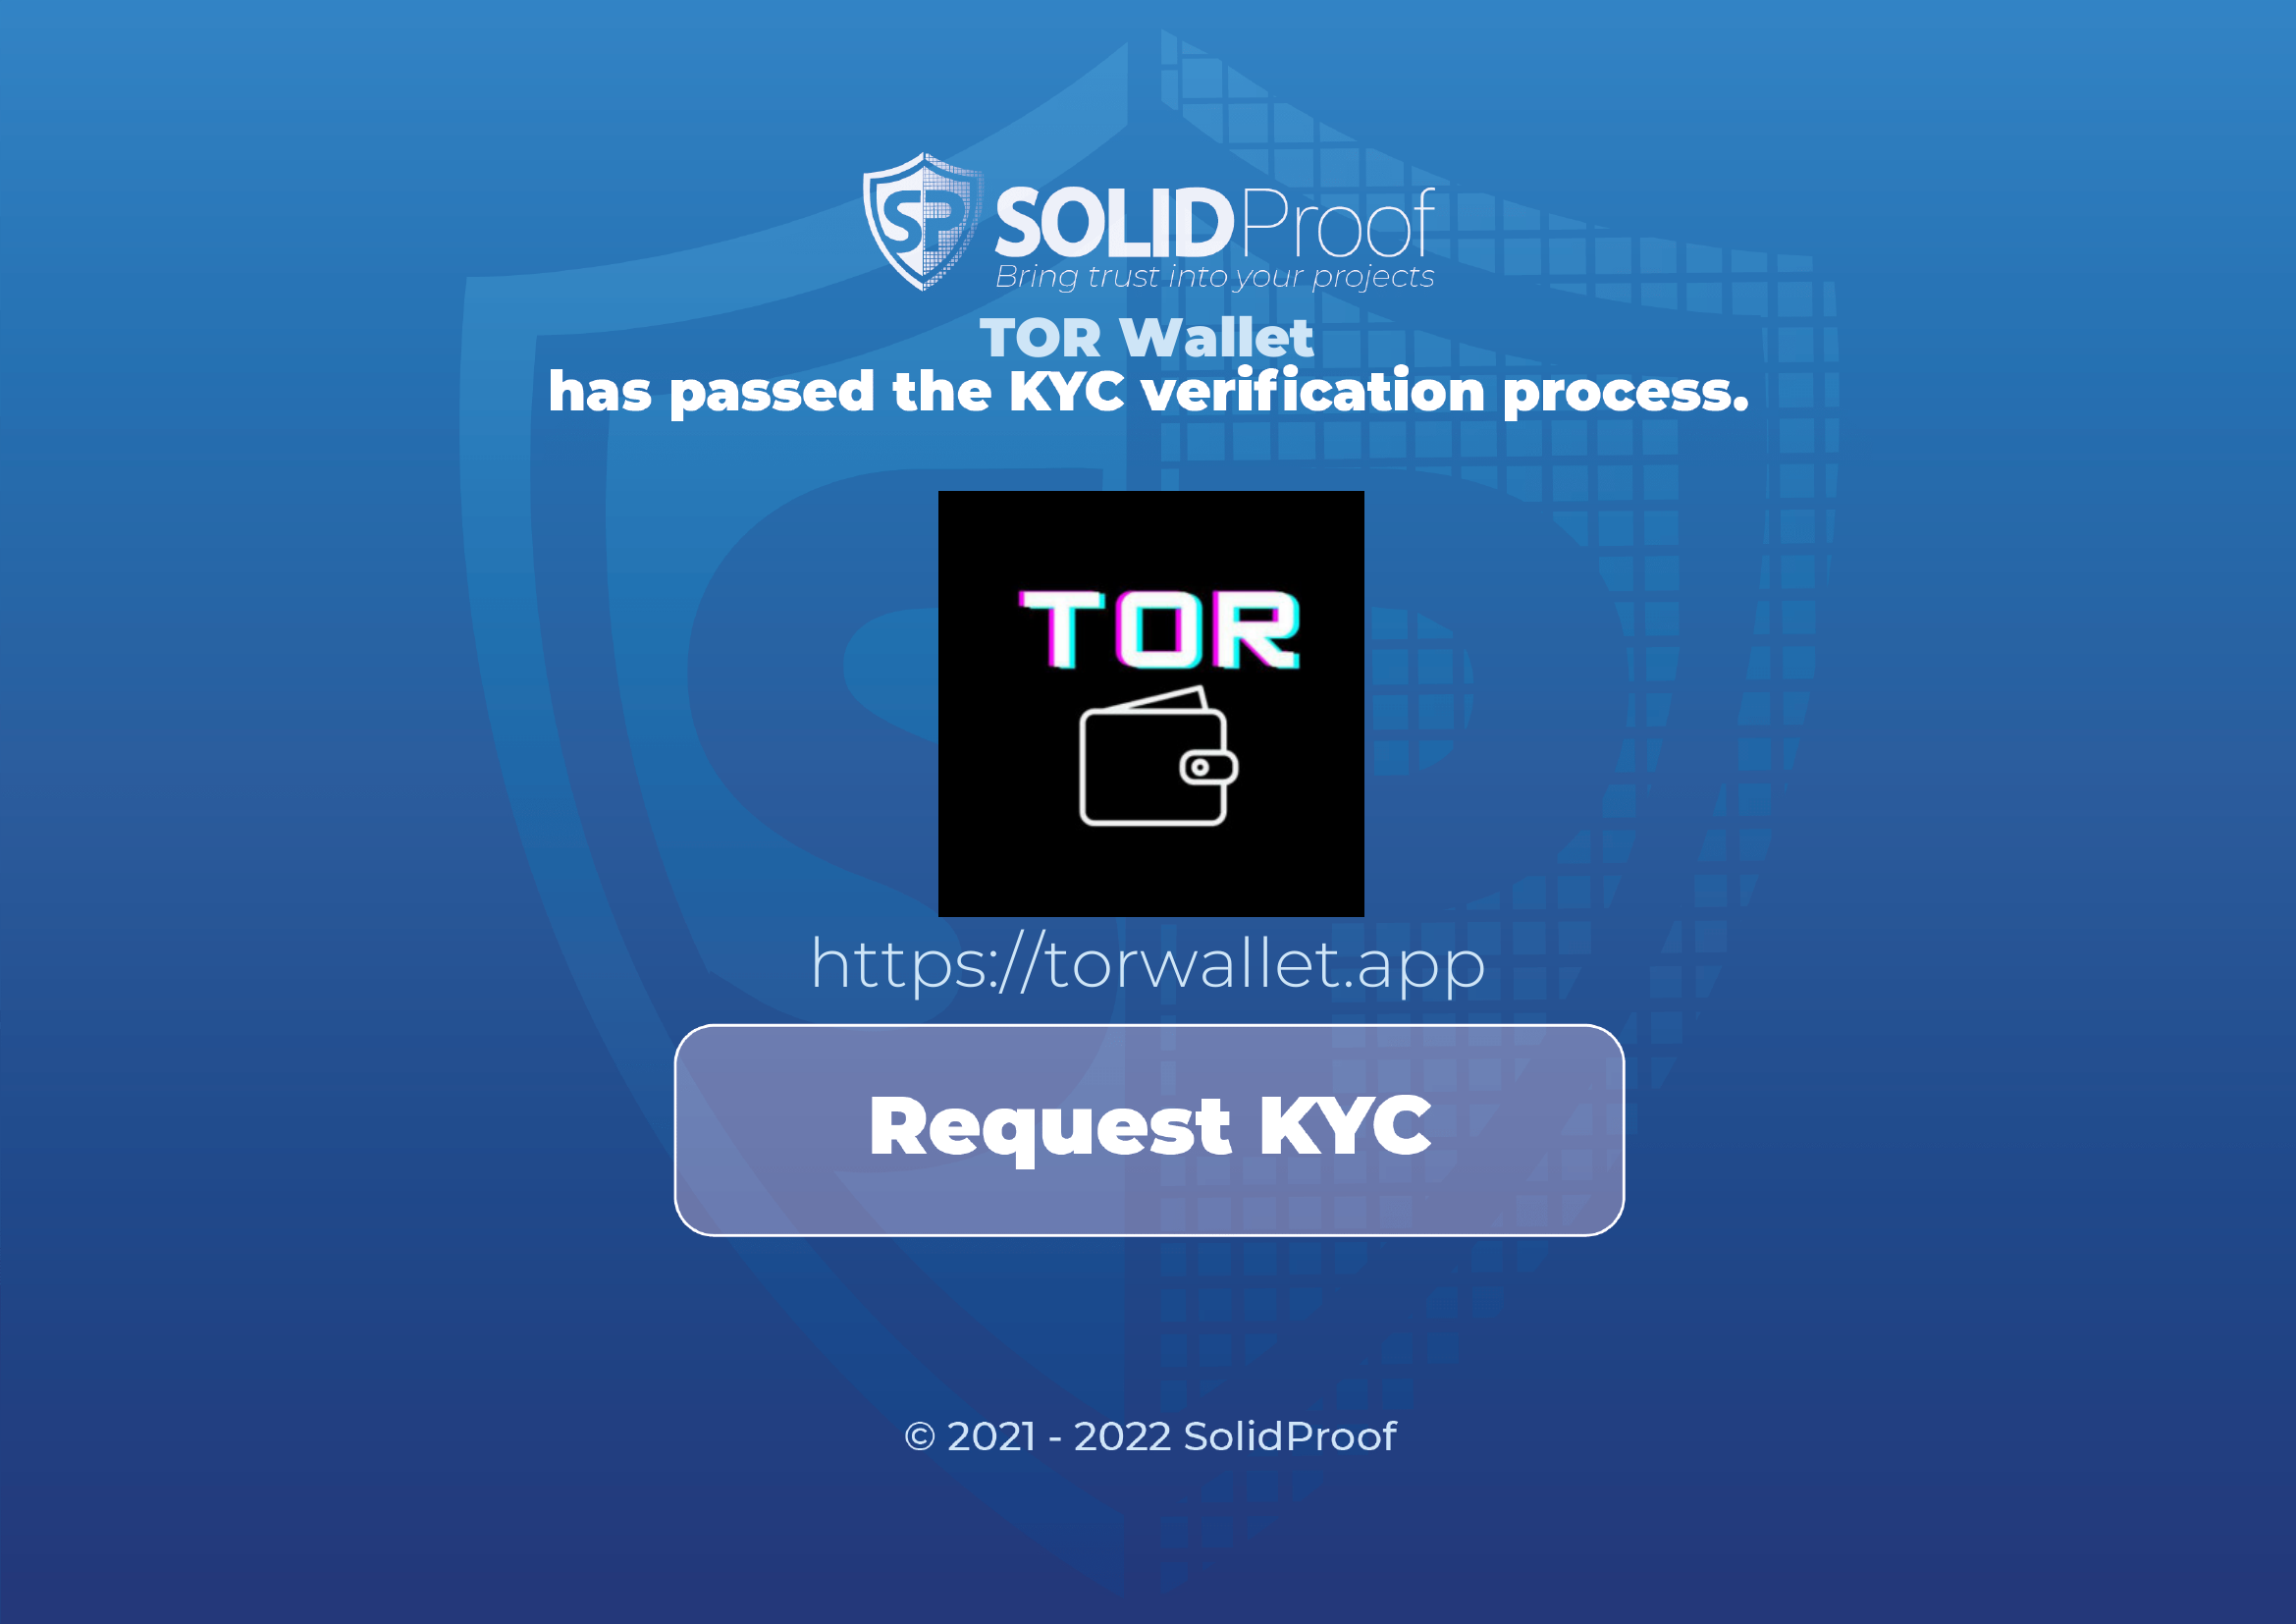 SP SOLIDProof
Bring trust into your projects
TOR Wallet
has passed the KYC verification process.
TOR
https://torwallet.app
Request KYC
© 2021 - 2022 SolidProof